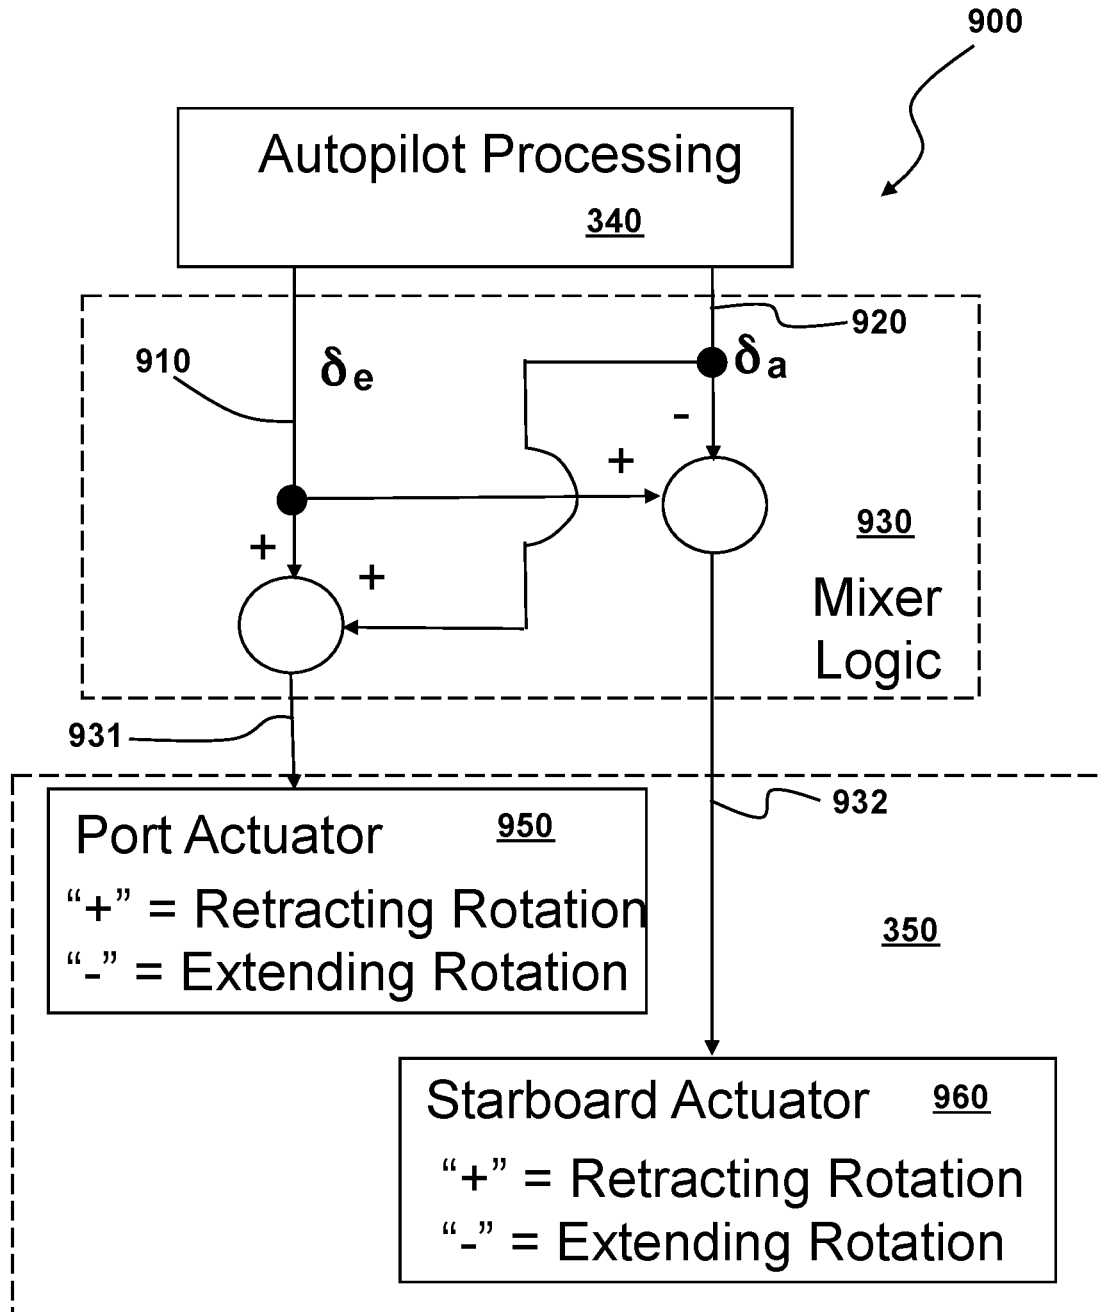 900
Autopilot Processing
340
920
910
δe
δa
-
+
930
+
+
Mixer
Logic
931
932
Port Actuator 950
“+” = Retracting Rotation
“-” = Extending Rotation
350
Starboard Actuator 960
“+” = Retracting Rotation
“-” = Extending Rotation